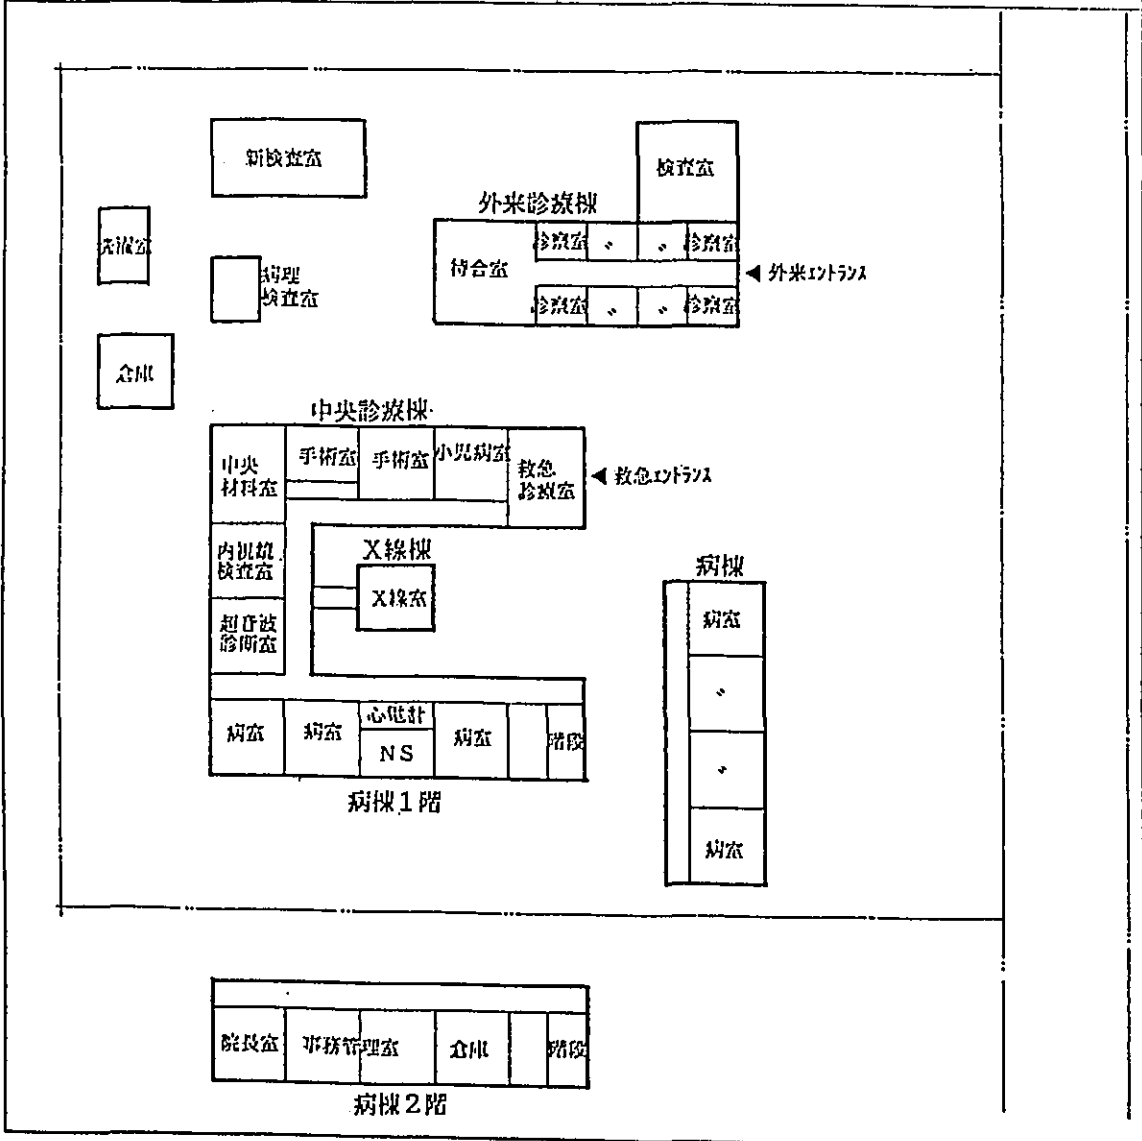 新検査室
検査室
外来診療棟
洗濯室
待合室
診察室
〃
〃
診察室
外来エントランス
病理
検査室
診察室
〃
〃
診察室
倉庫
中央診療棟
中央
材料室
手術室
手術室
小児病室
救急
診療室
救急エントランス
内視鏡
検査室
X線棟
X線室
超音波
診断室
病棟
病室
〃
〃
病室
病室
病室
心電計
NS
病室
階段
病棟1階
院長室
事務管理室
倉庫
階段
病棟2階